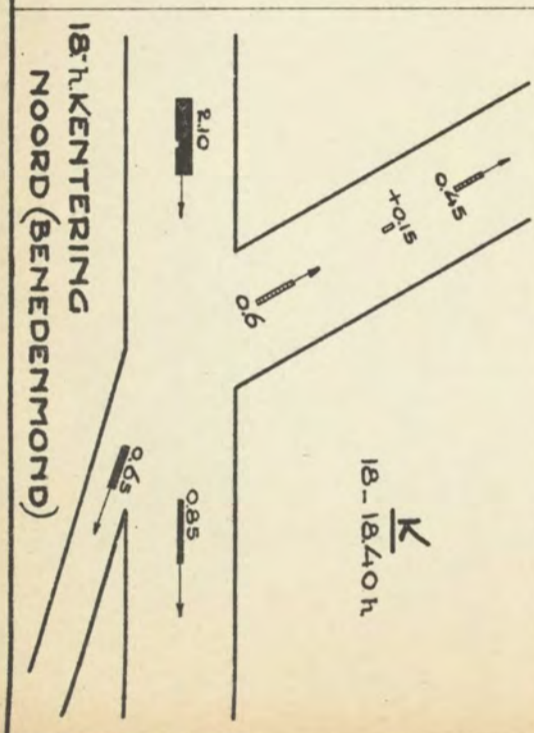 K
18-18.40 h
0.45
+0.15
0.6
2.10
0.85
0.65
18-h. KENTERING
NOORD (BENEDENMOND)